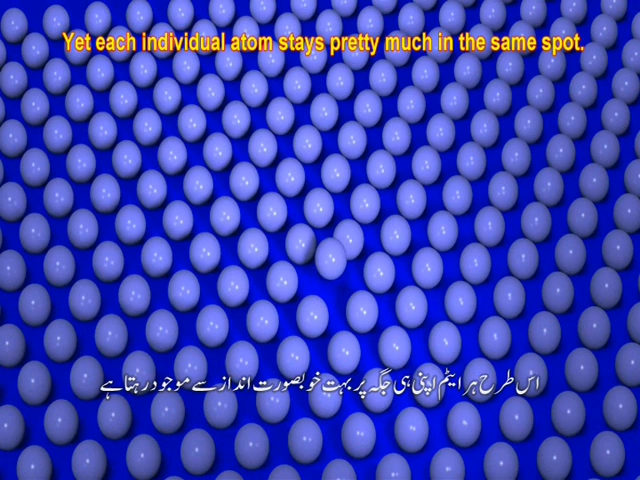 Yet each individual atom stays pretty much in the same spot.
اس طرح ہر ایٹم اپنی ہی جگہ پر بہت خوبصورت انداز سے موجود رہتا ہے